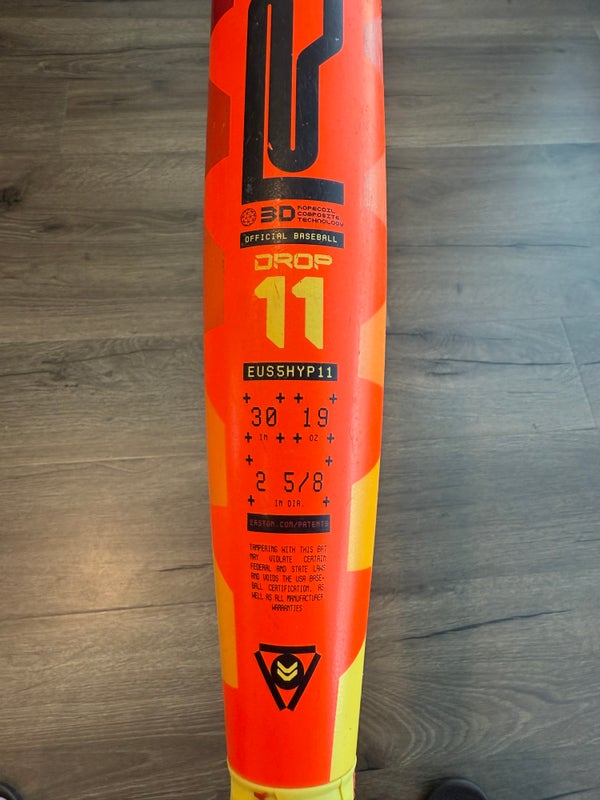 3D
ROPECOIL
COMPOSITE
TECHNOLOGY
OFFICIAL BASEBALL
DROP
11
EUS5HYP11
30 19
IN OZ
2 5/8
IN DIA.
EASTON.COM/PATENTS
TAMPERING WITH THIS BAT
MAY VIOLATE CERTAIN
FEDERAL AND STATE LAWS
AND VOIDS THE USA BASE-
BALL CERTIFICATION, AS
WELL AS ALL MANUFACTURER
WARRANTIES